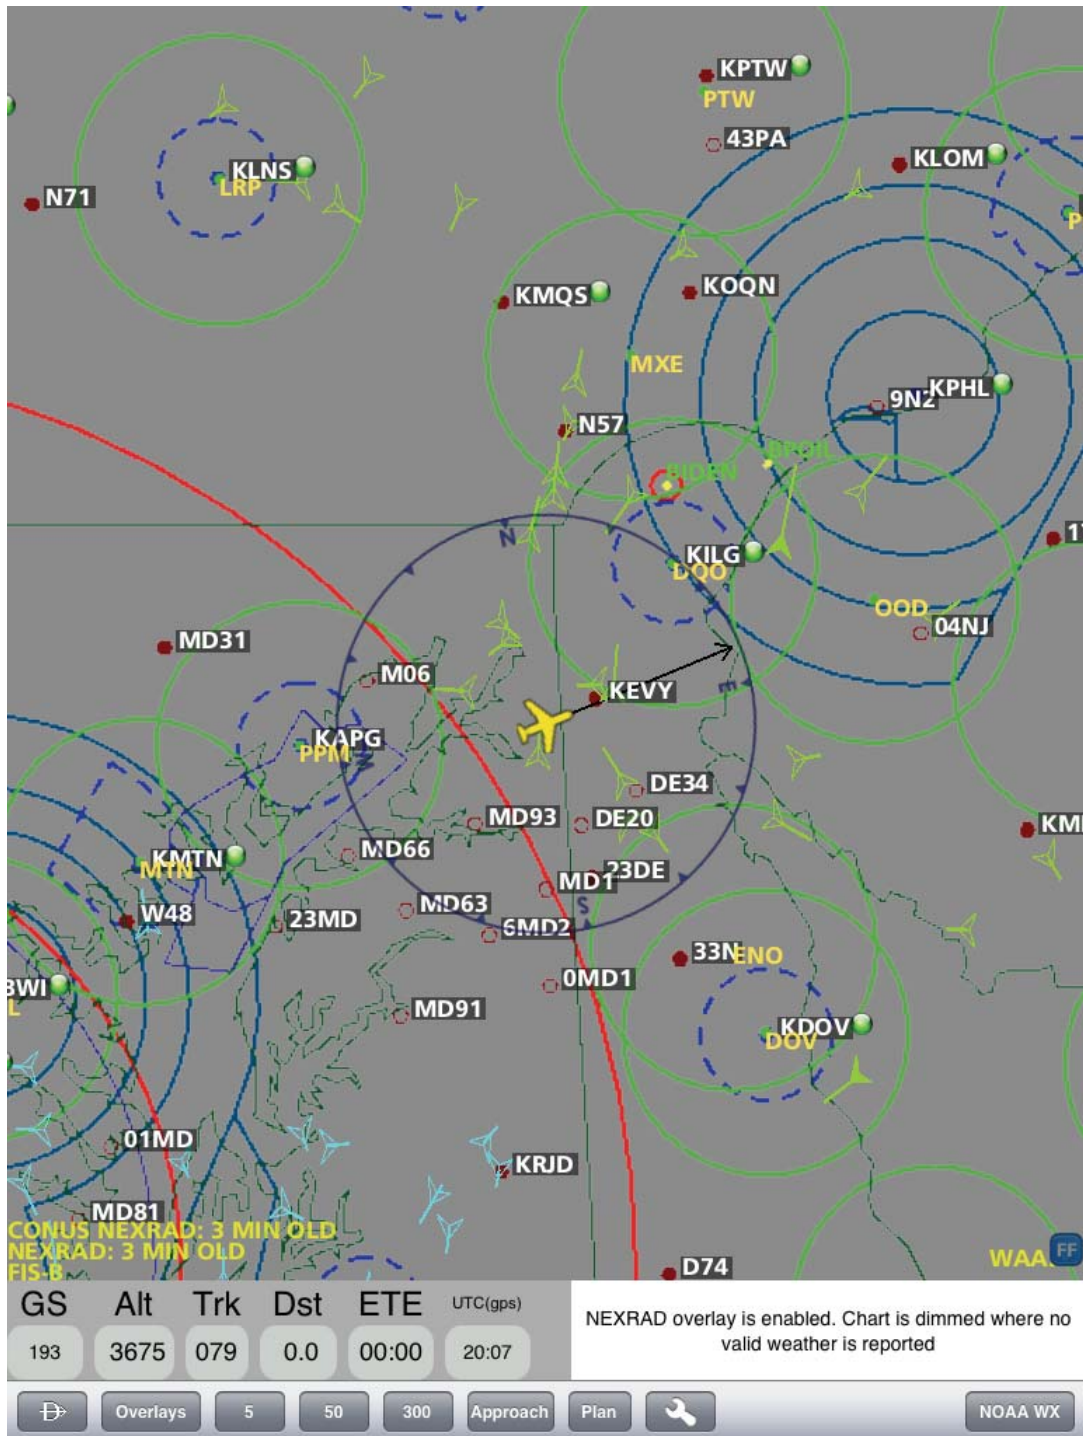 KPTW
PTW
43PA
KLOM
KLNS
LRP
N71
P
KMQS
KOQN
MXE
KPHL
9N2
N57
BPOIL
BIDEN
N
KILG
DQO
1
OOD
04NJ
MD31
M06
KEVY
E
KAPG
PPM
W
DE34
MD93
DE20
KMI
MD66
KMTN
MTN
23DE
MD1
MD63
S
W48
23MD
6MD2
33N
ENO
BWI
L
0MD1
MD91
KDOV
DOV
01MD
KRJD
MD81
CONUS NEXRAD: 3 MIN OLD
NEXRAD: 3 MIN OLD
FIS-B
WAA
FF
D74
GS Alt Trk Dst ETE UTC(gps)
193 3675 079 0.0 00:00 20:07
NEXRAD overlay is enabled. Chart is dimmed where no
valid weather is reported
D Overlays 5 50 300 Approach Plan NOAA WX